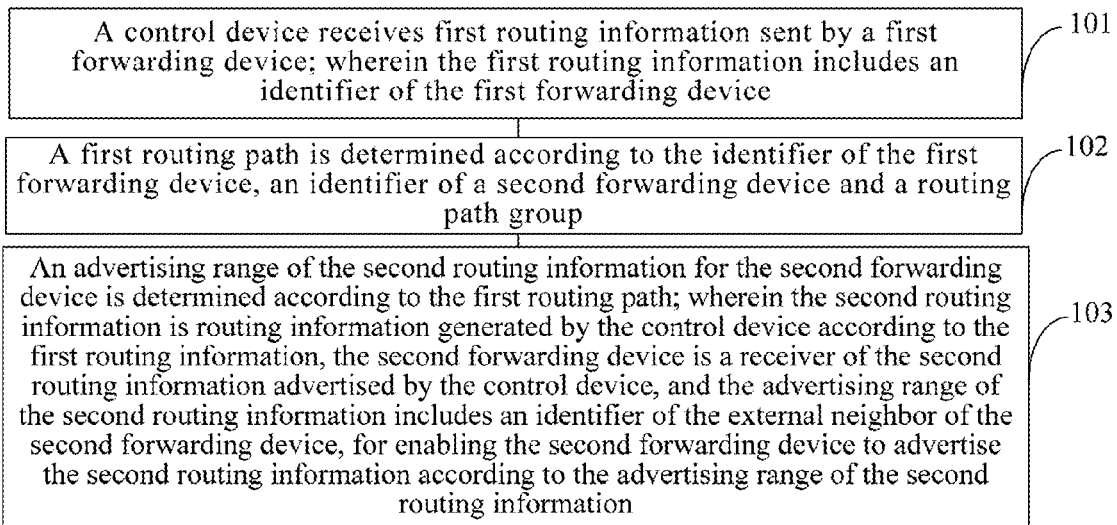 A control device receives first routing information sent by a first
forwarding device; wherein the first routing information includes an
identifier of the first forwarding device
101
A first routing path is determined according to the identifier of the first
forwarding device, an identifier of a second forwarding device and a routing
path group
102
An advertising range of the second routing information for the second forwarding
device is determined according to the first routing path; wherein the second routing
information is routing information generated by the control device according to the
first routing information, the second forwarding device is a receiver of the second
routing information advertised by the control device, and the advertising range of
the second routing information includes an identifier of the external neighbor of the
second forwarding device, for enabling the second forwarding device to advertise
the second routing information according to the advertising range of the second
routing information
103